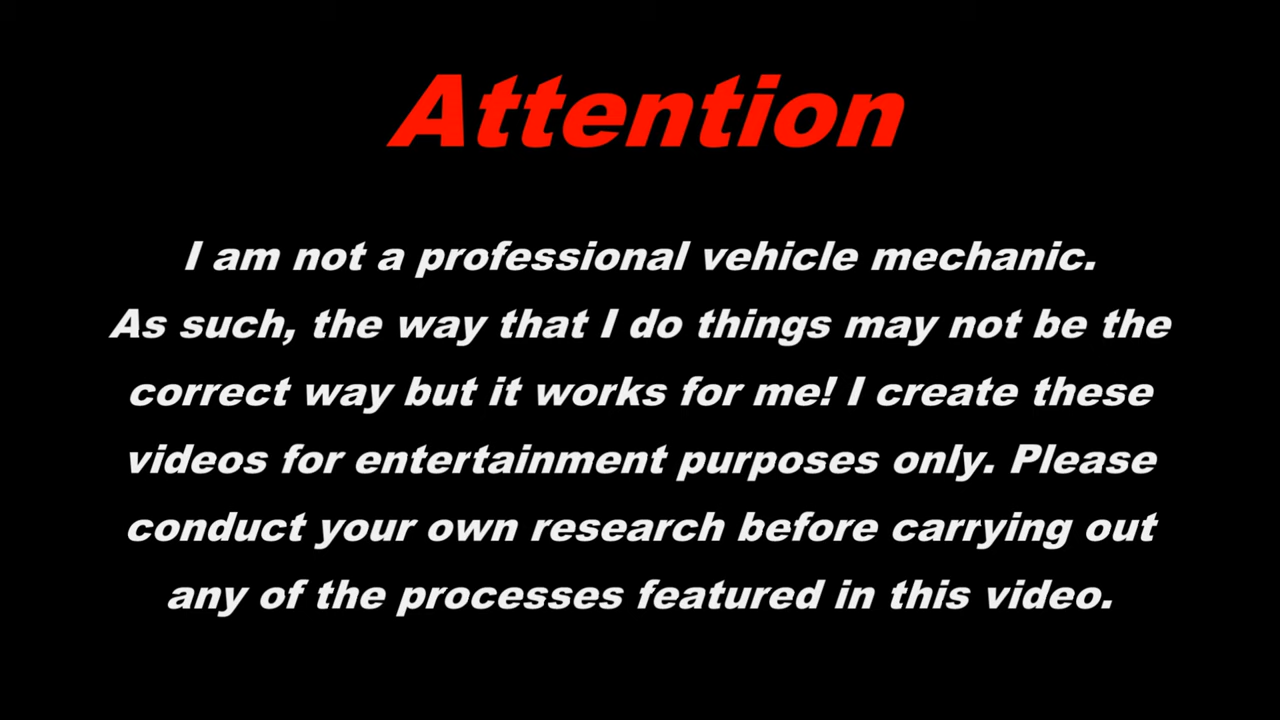 Attention
I am not a professional vehicle mechanic.
As such, the way that I do things may not be the
correct way but it works for me! I create these
videos for entertainment purposes only. Please
conduct your own research before carrying out
any of the processes featured in this video.